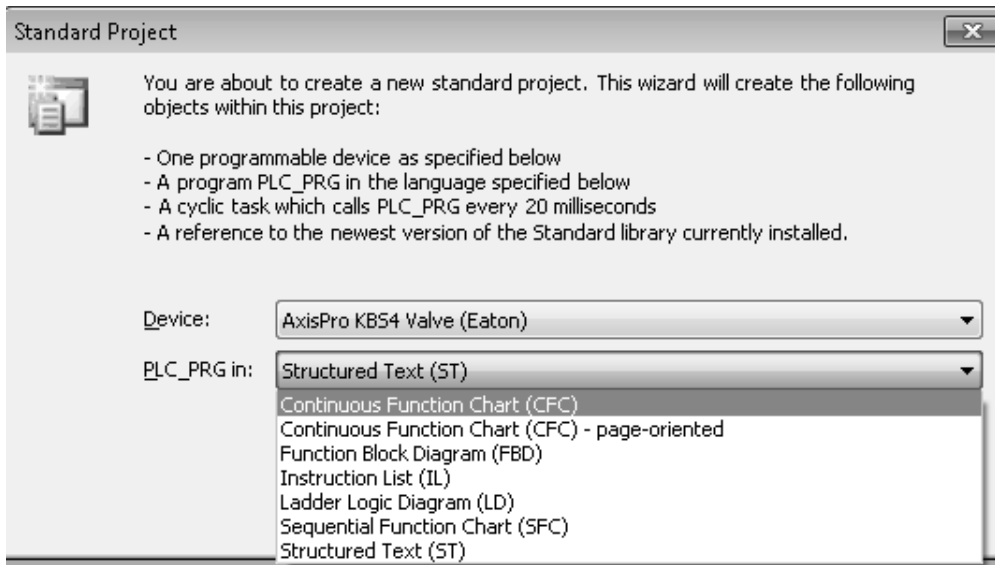 Standard Project
You are about to create a new standard project. This wizard will create the following
objects within this project:
- One programmable device as specified below
- A program PLC_PRG in the language specified below
- A cyclic task which calls PLC_PRG every 20 milliseconds
- A reference to the newest version of the Standard library currently installed.
Device: AxisPro KBS4 Valve (Eaton)
PLC_PRG in: Structured Text (ST)
Continuous Function Chart (CFC)
Continuous Function Chart (CFC) - page-oriented
Function Block Diagram (FBD)
Instruction List (IL)
Ladder Logic Diagram (LD)
Sequential Function Chart (SFC)
Structured Text (ST)